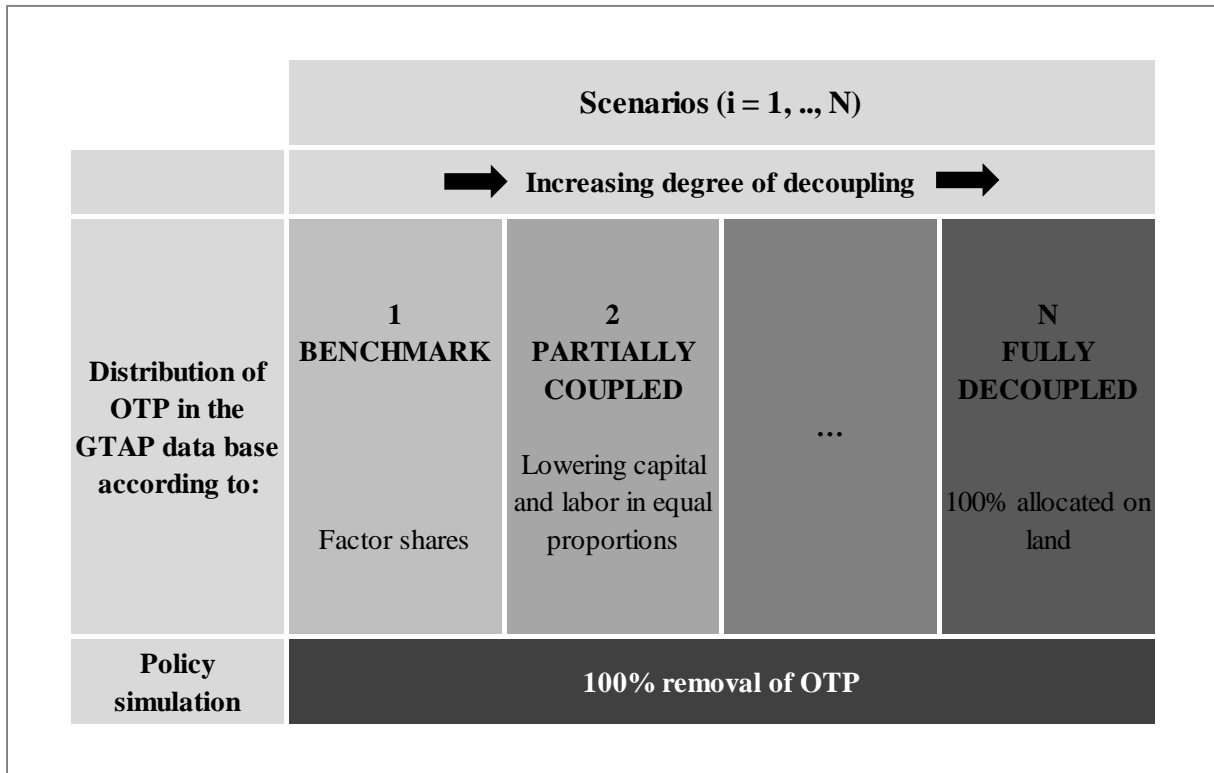 Scenarios (i = 1, .., N)
Increasing degree of decoupling
Distribution of
OTP in the
GTAP data base
according to:
1
BENCHMARK
Factor shares
2
PARTIALLY
COUPLED
Lowering capital
and labor in equal
proportions
...
N
FULLY
DECOUPLED
100% allocated on
land
Policy
simulation
100% removal of OTP